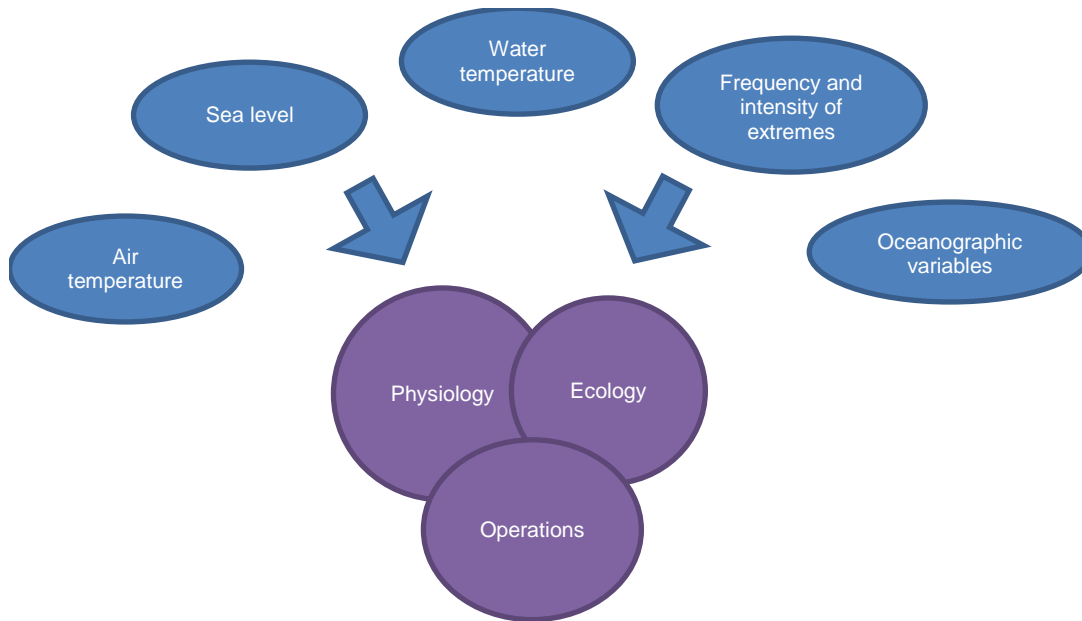 Water
temperature
Frequency and
intensity of
extremes
Sea level
Air
temperature
Oceanographic
variables
Physiology
Ecology
Operations